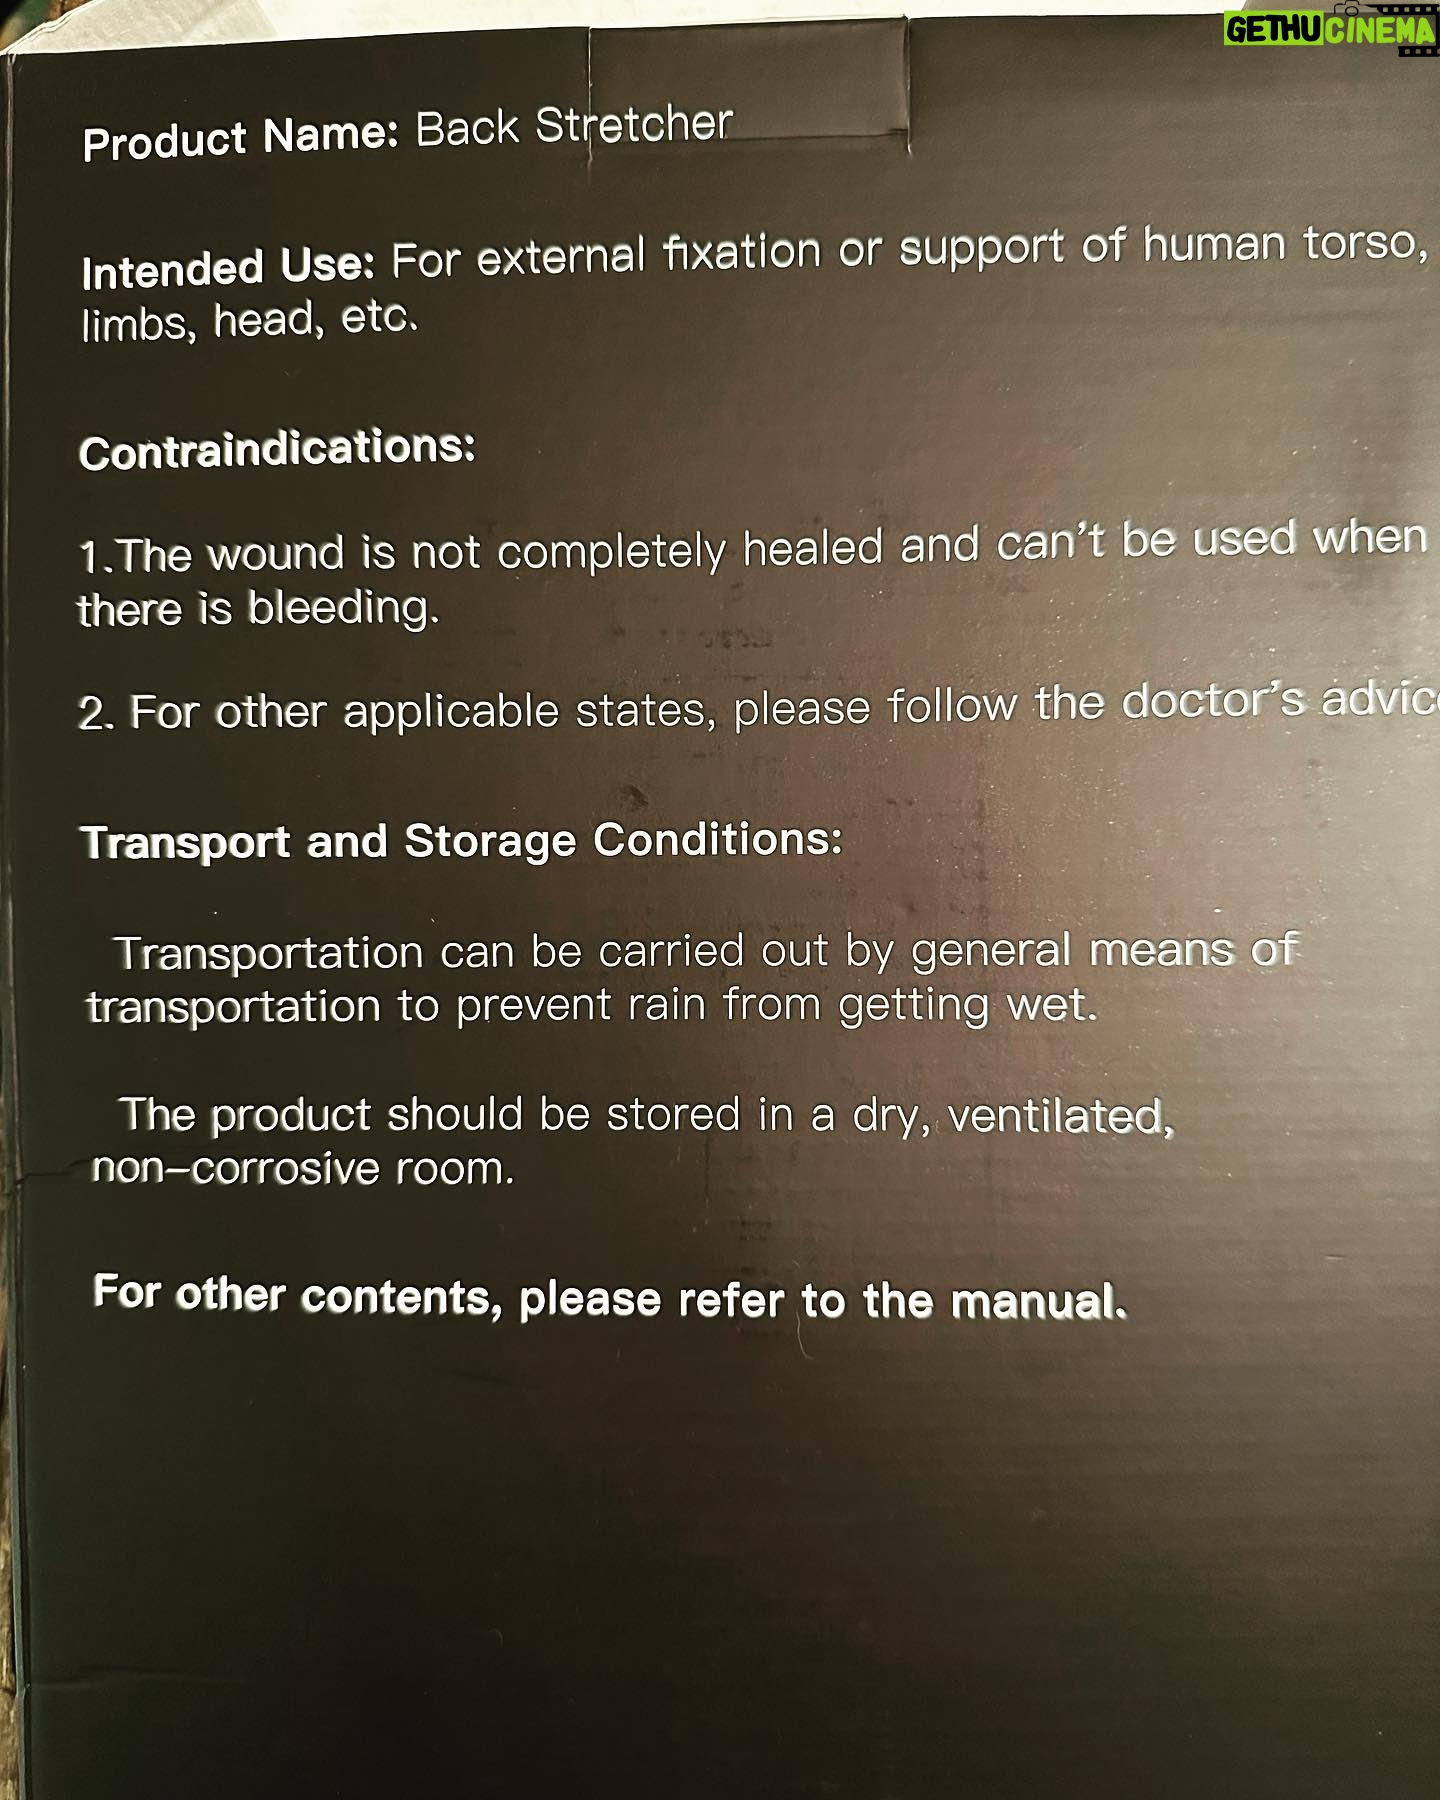 GETHUCINEMA
Product Name: Back Stretcher
Intended Use: For external fixation or support of human torso,
limbs, head, etc.
Contraindications:
1.The wound is not completely healed and can't be used when
there is bleeding.
2. For other applicable states, please follow the doctor's advice
Transport and Storage Conditions:
Transportation can be carried out by general means of
transportation to prevent rain from getting wet.
The product should be stored in a dry, ventilated,
non-corrosive room.
For other contents, please refer to the manual.